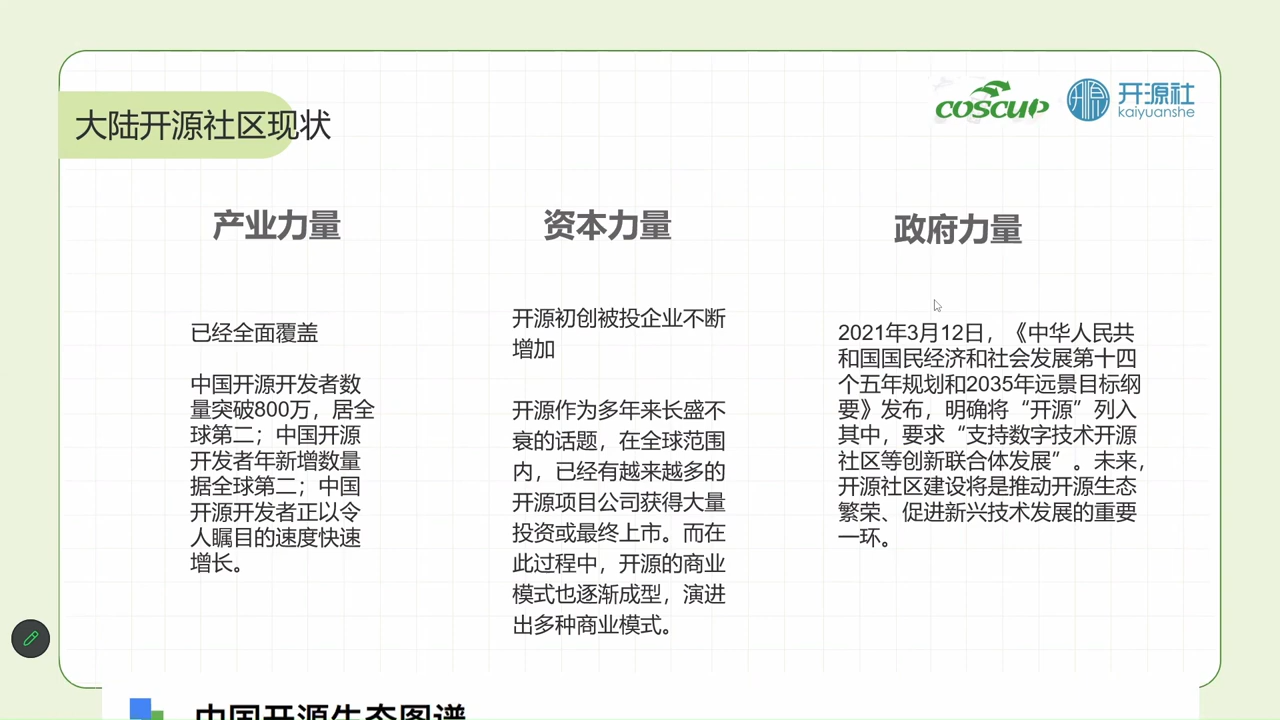 大陆开源社区现状
coscup
开源社
kaiyuanshe
产业力量
已经全面覆盖
中国开源开发者数
量突破800万，居全
球第二；中国开源
开发者年新增数量
据全球第二；中国
开源开发者正以令
人瞩目的速度快速
增长。
资本力量
开源初创被投企业不断
增加
开源作为多年来长盛不
衰的话题，在全球范围
内，已经有越来越多的
开源项目公司获得大量
投资或最终上市。而在
此过程中，开源的商业
模式也逐渐成型，演进
出多种商业模式。
政府力量
2021年3月12日，《中华人民共
和国国民经济和社会发展第十四
个五年规划和2035年远景目标纲
要》发布，明确将“开源”列入
其中，要求“支持数字技术开源
社区等创新联合体发展”。未来，
开源社区建设将是推动开源生态
繁荣、促进新兴技术发展的重要
一环。
中国开源生态图谱